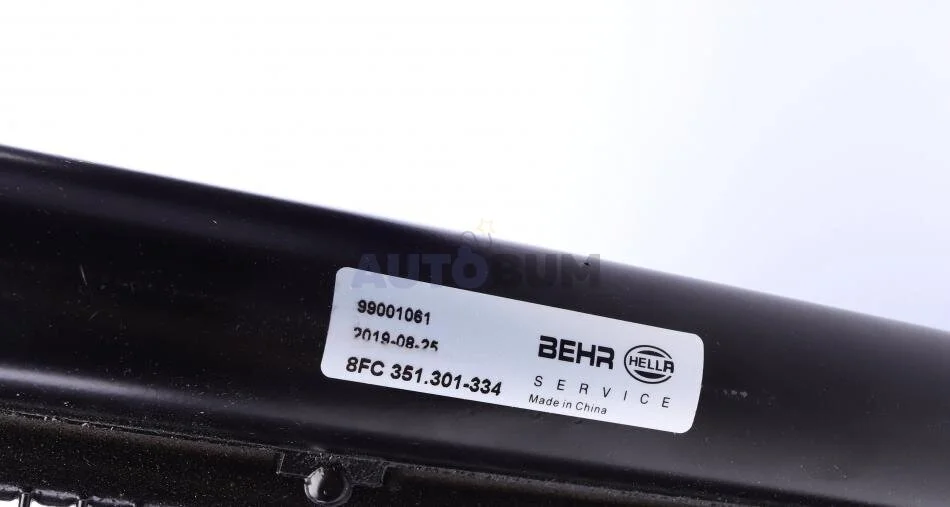 AUTOBUM
99001061
2019-08-25
8FC 351.301-334
BEHR HELLA
SERVICE
Made in China